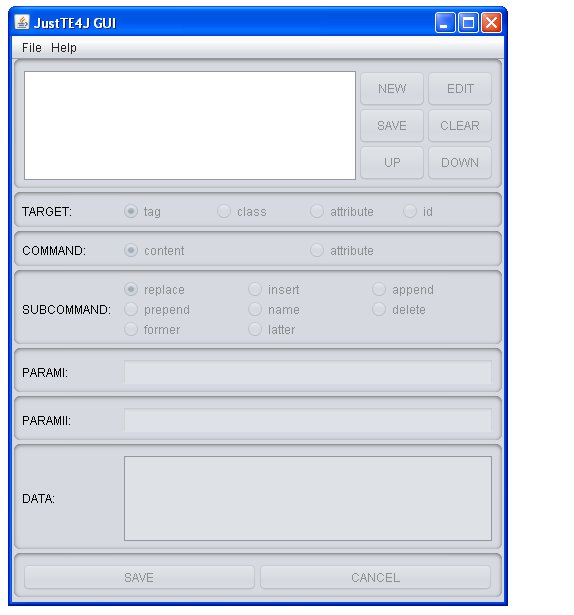 JustTE4J GUI
File Help
NEW EDIT
SAVE CLEAR
UP DOWN
TARGET: tag class attribute id
COMMAND: content attribute
replace insert append
SUBCOMMAND: prepend name delete
former latter
PARAMI:
PARAMII:
DATA:
SAVE CANCEL